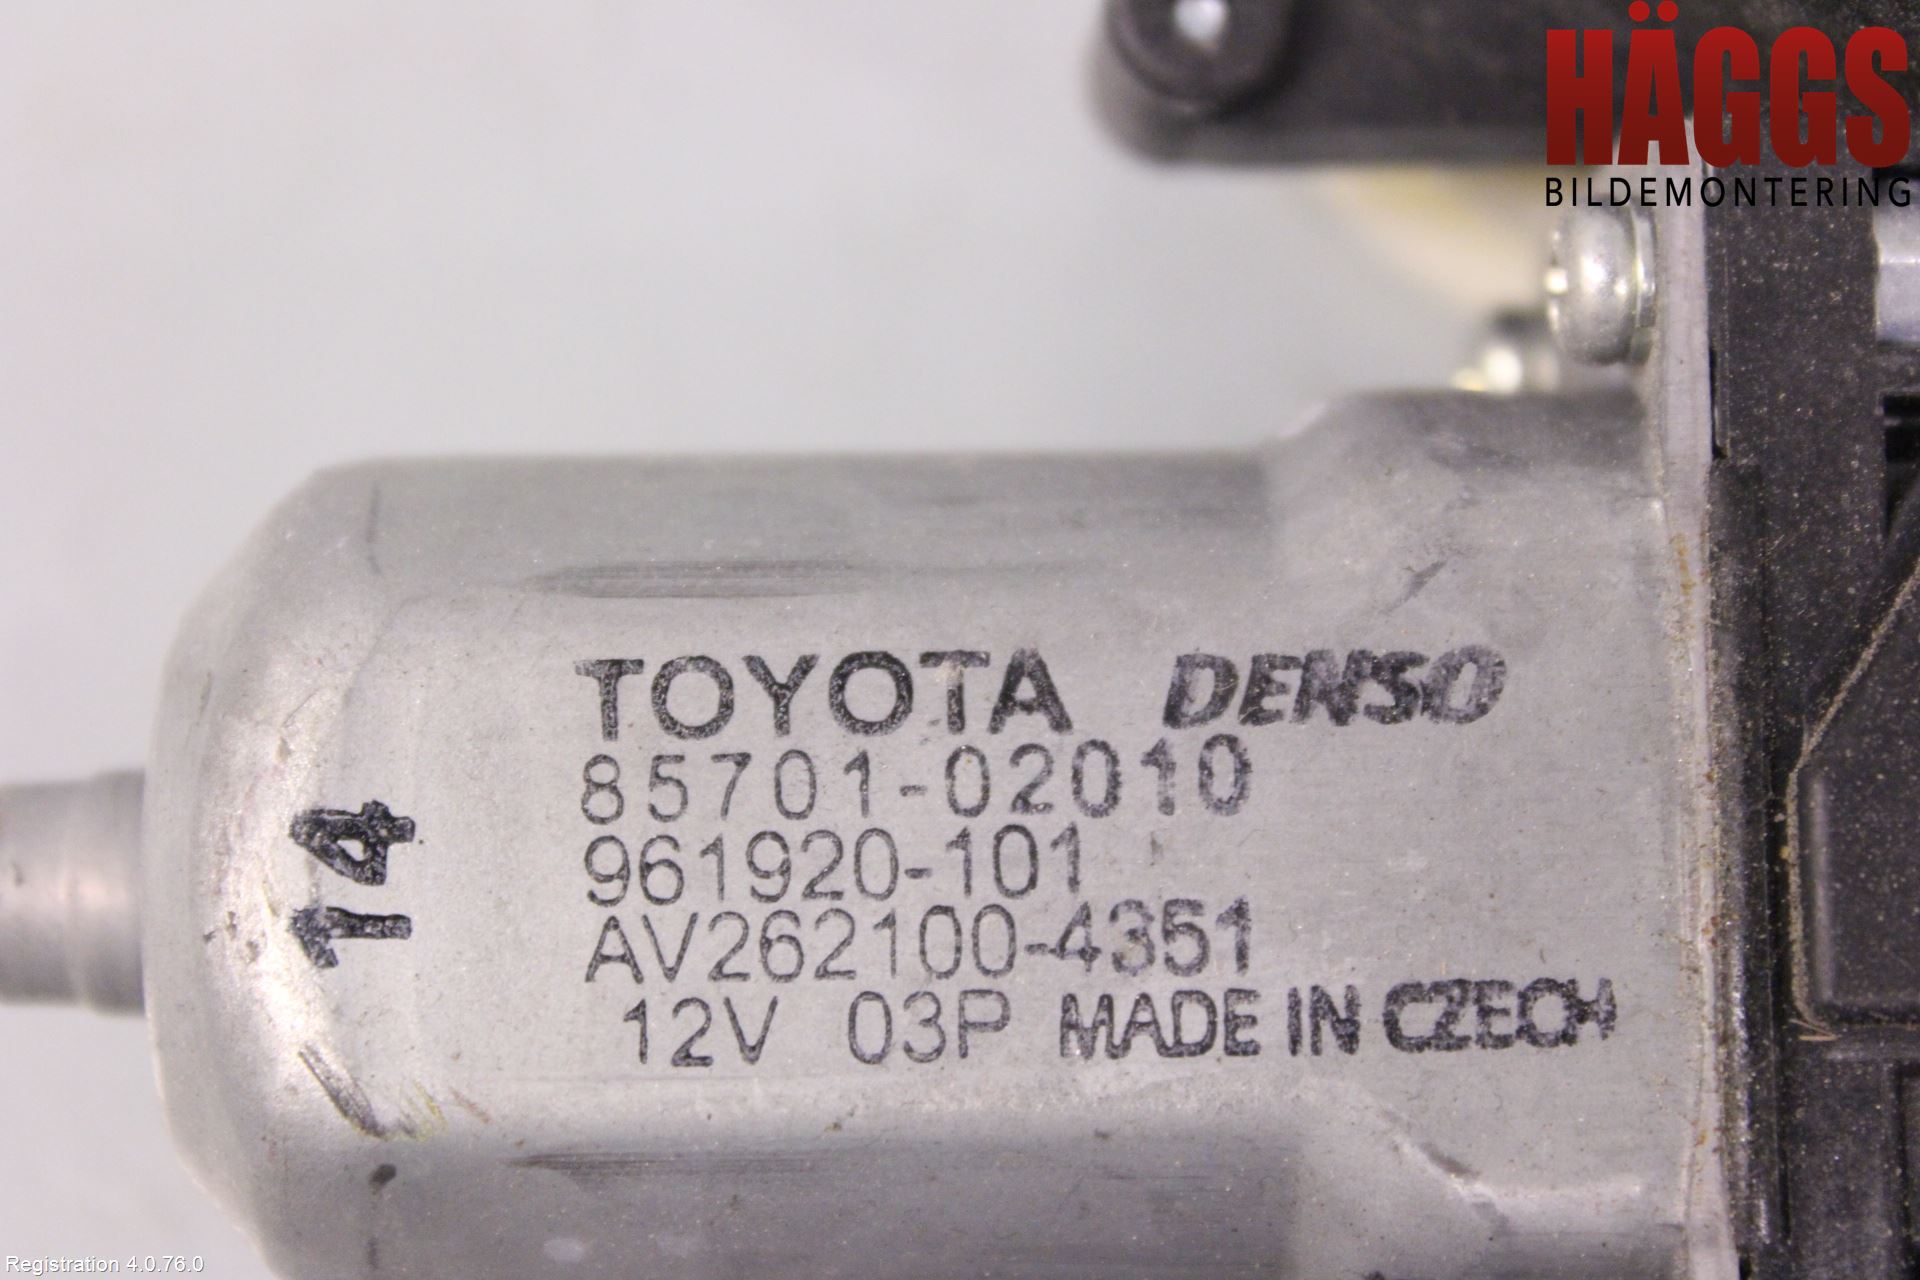 HÄGGS
BILDEMONTERING
TOYOTA DENSO
85701-02010
961920-101
AV262100-4351
12V 03P MADE IN CZECH
14
Registration 4.0.76.0